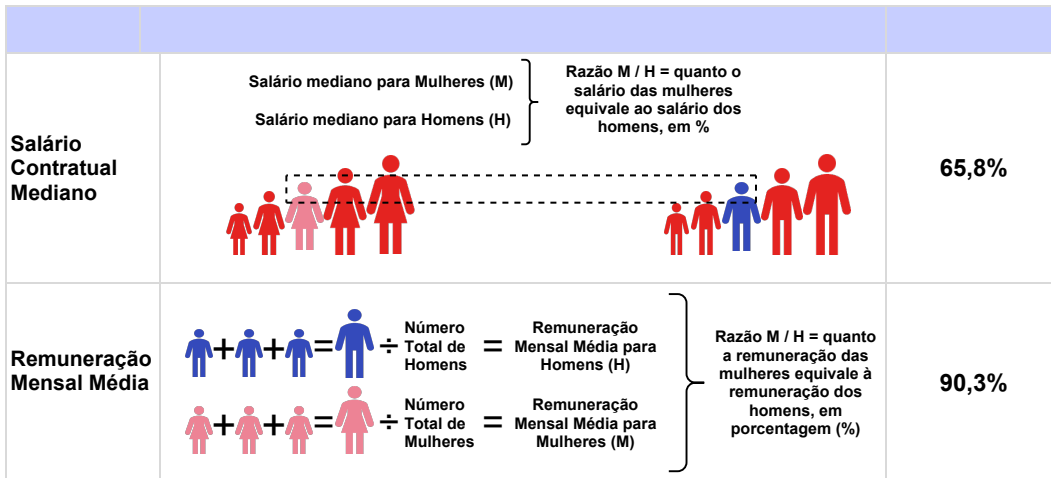 Salário
Contratual
Mediano
Salário mediano para Mulheres (M)
Salário mediano para Homens (H)
Razão M / H = quanto o
salário das mulheres
equivale ao salário dos
homens, em %
65,8%
Remuneração
Mensal Média
+ + = ÷
Número
Total de
Homens
=
Remuneração
Mensal Média para
Homens (H)
+ + = ÷
Número
Total de
Mulheres
=
Remuneração
Mensal Média para
Mulheres (M)
Razão M / H = quanto
a remuneração das
mulheres equivale à
remuneração dos
homens, em
porcentagem (%)
90,3%